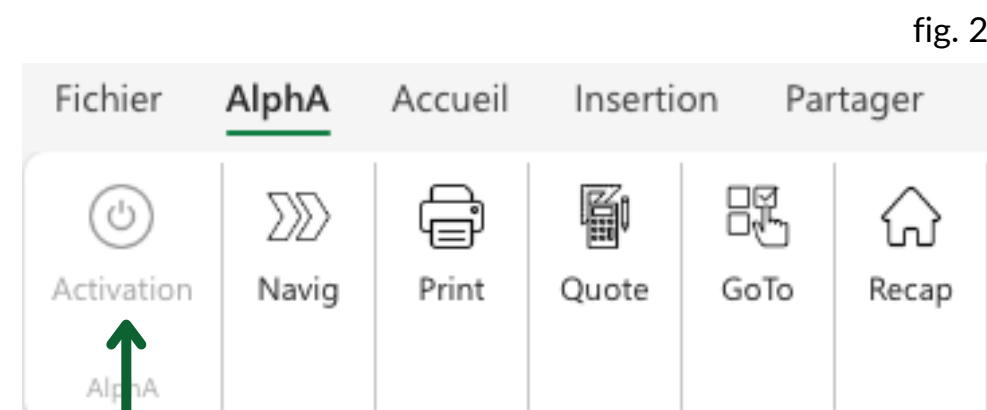 fig. 2
Fichier AlphA Accueil Insertion Partager
Activation Navig Print Quote GoTo Recap
AlphA